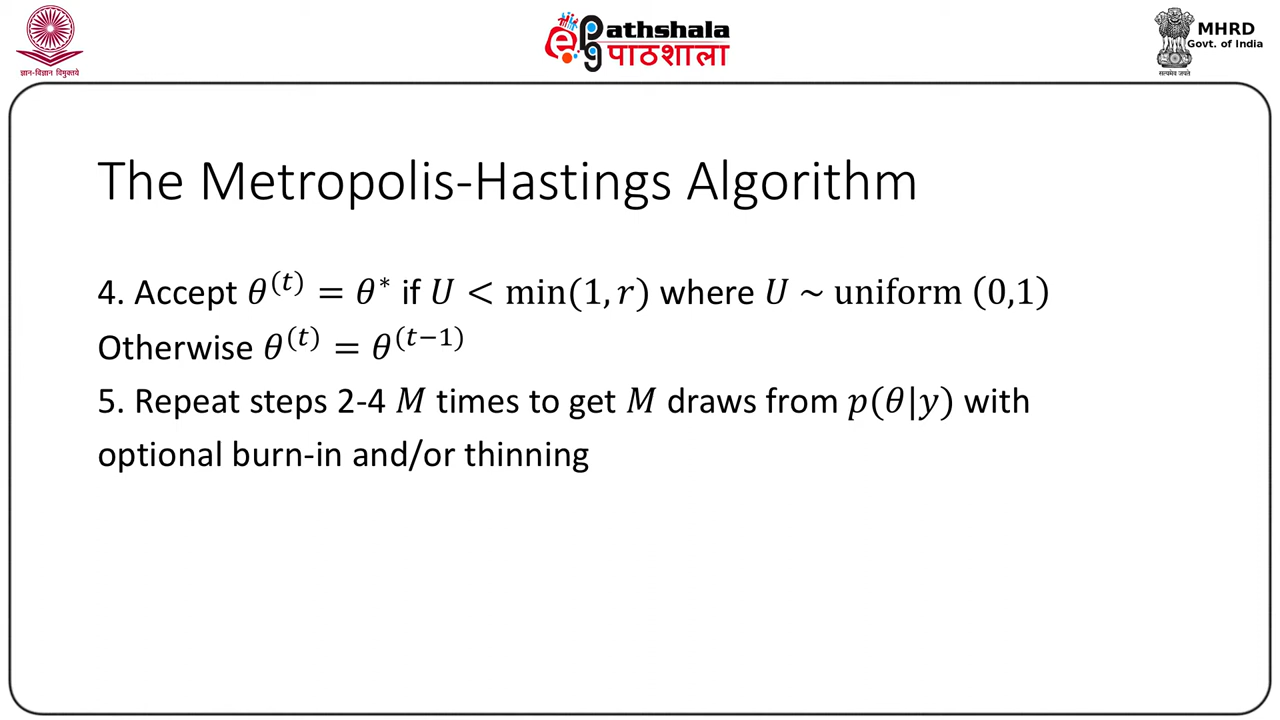 ज्ञान-विज्ञान विमुक्तये
ePathshala
पाठशाला
MHRD
Govt. of India
सत्यमेव जयते
The Metropolis-Hastings Algorithm
4. Accept θ^(t) = θ* if U < min(1, r) where U ~ uniform (0,1)
Otherwise θ^(t) = θ^(t−1)
5. Repeat steps 2-4 M times to get M draws from p(θ|y) with
optional burn-in and/or thinning